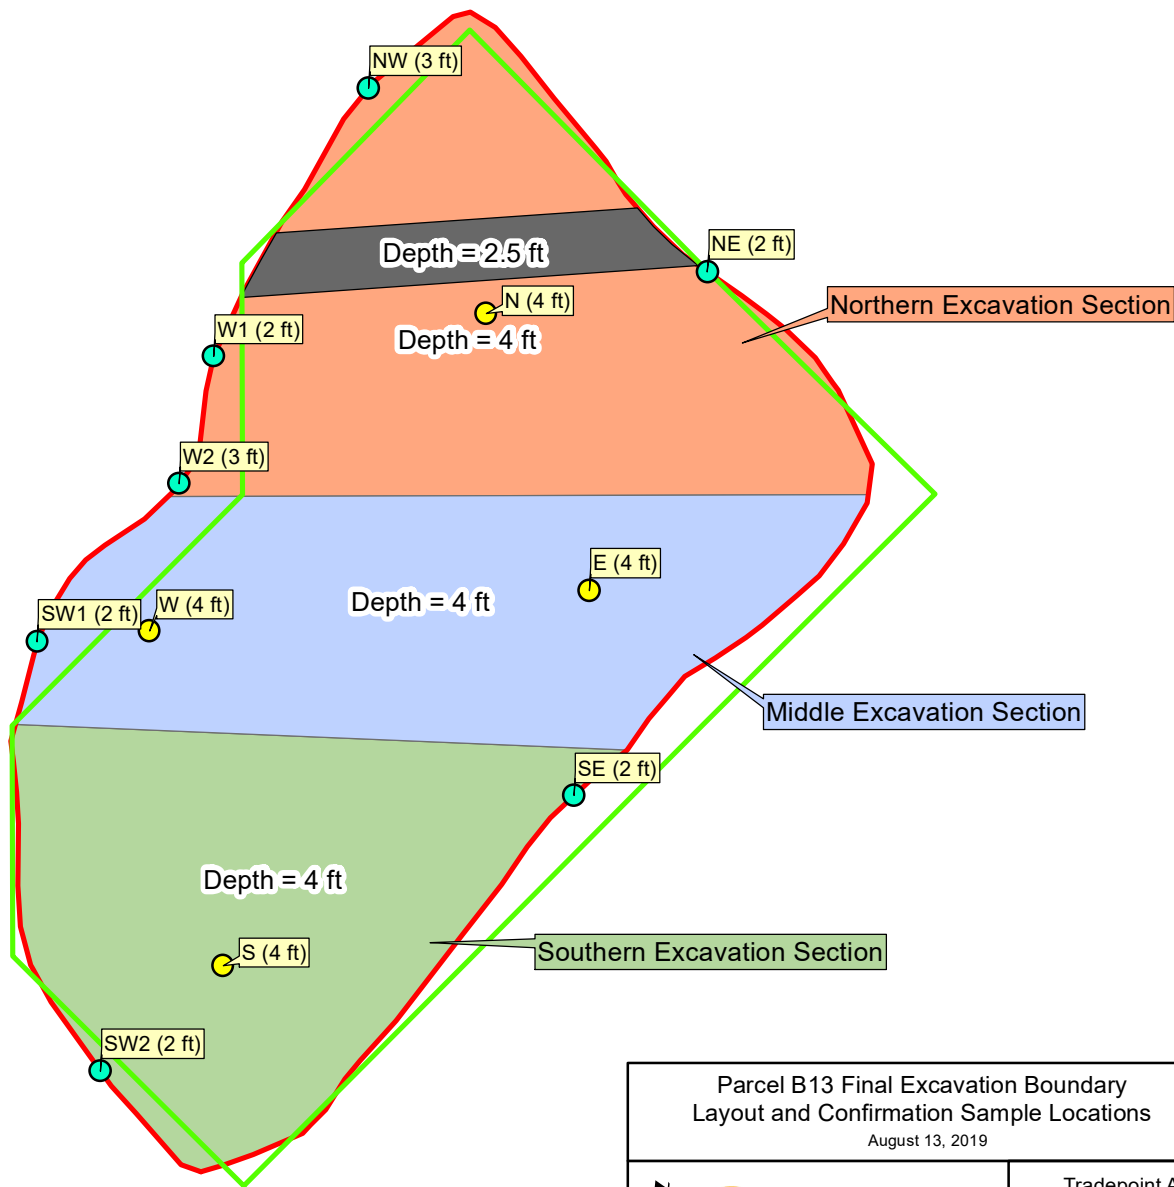 NW (3 ft)
Depth = 2.5 ft
NE (2 ft)
N (4 ft)
Northern Excavation Section
W1 (2 ft)
Depth = 4 ft
W2 (3 ft)
E (4 ft)
SW1 (2 ft)
W (4 ft)
Depth = 4 ft
Middle Excavation Section
SE (2 ft)
Depth = 4 ft
S (4 ft)
Southern Excavation Section
SW2 (2 ft)
Parcel B13 Final Excavation Boundary
Layout and Confirmation Sample Locations
August 13, 2019